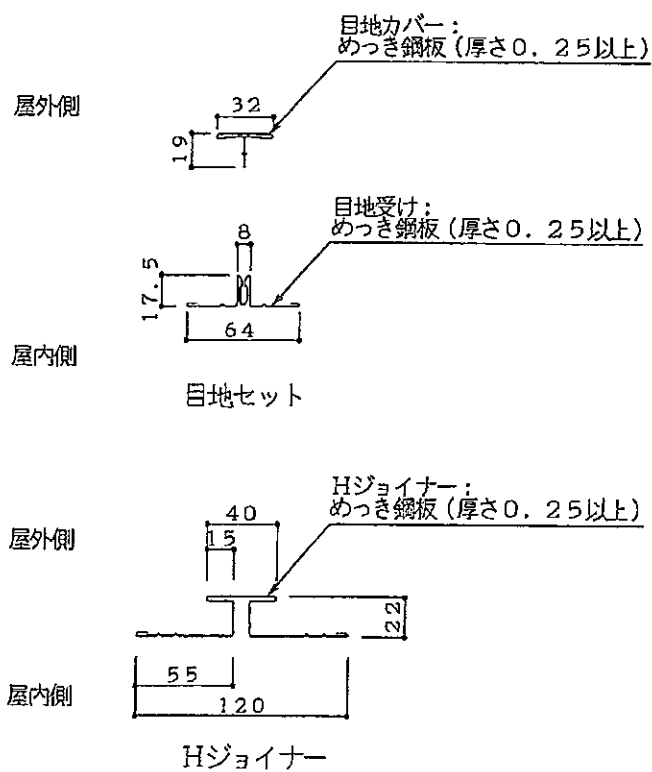 目地カバー：
めっき鋼板（厚さ０．２５以上）
屋外側
32
19
目地受け；
めっき鋼板（厚さ０．２５以上）
8
17.5
64
屋内側
目地セット
Hジョイナー；
めっき鋼板（厚さ０．２５以上）
40
屋外側
15
22
55
屋内側
120
Hジョイナー